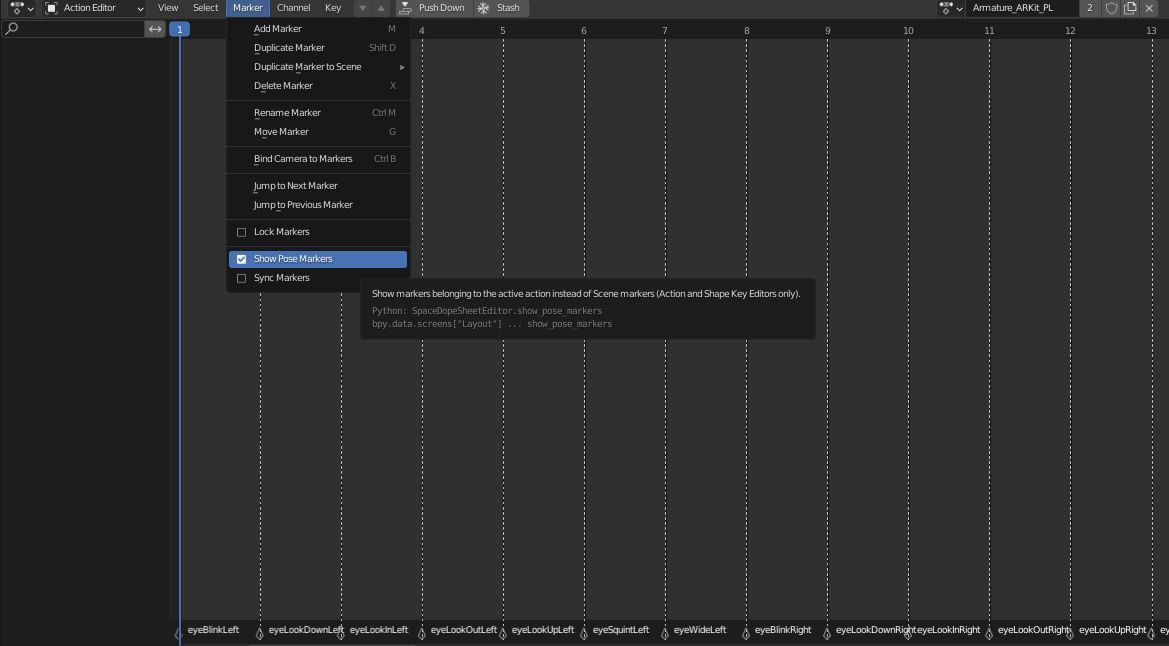 Action Editor View Select Marker Channel Key Push Down Stash Armature_ARKit_PL 2
1 4 5 6 7 8 9 10 11 12 13
Add Marker M
Duplicate Marker Shift D
Duplicate Marker to Scene
Delete Marker X
Rename Marker Ctrl M
Move Marker G
Bind Camera to Markers Ctrl B
Jump to Next Marker
Jump to Previous Marker
Lock Markers
Show Pose Markers
Sync Markers
Show markers belonging to the active action instead of Scene markers (Action and Shape Key Editors only).
Python: SpaceDopeSheetEditor.show_pose_markers
bpy.data.screens["Layout"] ... show_pose_markers
eyeBlinkLeft eyeLookDownLeft eyeLookInLeft eyeLookOutLeft eyeLookUpLeft eyeSquintLeft eyeWideLeft eyeBlinkRight eyeLookDownRight eyeLookInRight eyeLookOutRight eyeLookUpRight ey